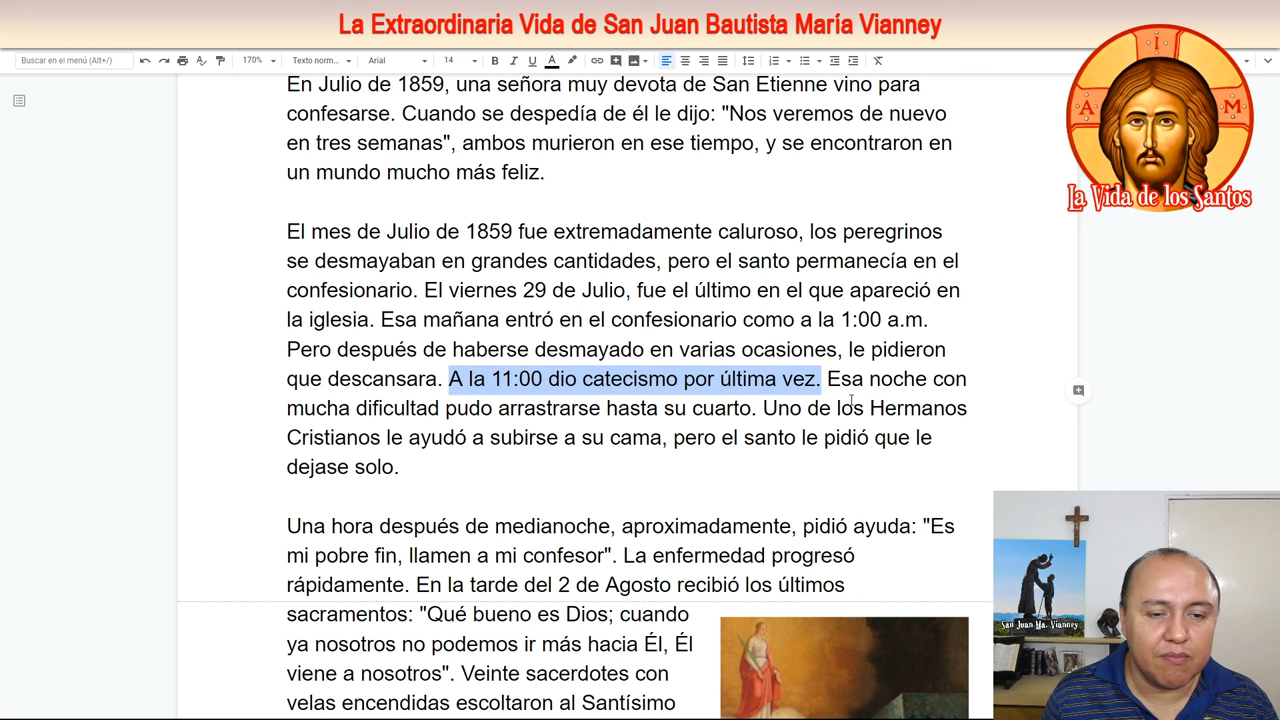 La Extraordinaria Vida de San Juan Bautista María Vianney
Buscar en el menú (Alt+/)
170%
Texto norm...
Arial
14
En Julio de 1859, una señora muy devota de San Etienne vino para
confesarse. Cuando se despedía de él le dijo: "Nos veremos de nuevo
en tres semanas", ambos murieron en ese tiempo, y se encontraron en
un mundo mucho más feliz.
El mes de Julio de 1859 fue extremadamente caluroso, los peregrinos
se desmayaban en grandes cantidades, pero el santo permanecía en el
confesionario. El viernes 29 de Julio, fue el último en el que apareció en
la iglesia. Esa mañana entró en el confesionario como a la 1:00 a.m.
Pero después de haberse desmayado en varias ocasiones, le pidieron
que descansara. A la 11:00 dio catecismo por última vez. Esa noche con
mucha dificultad pudo arrastrarse hasta su cuarto. Uno de los Hermanos
Cristianos le ayudó a subirse a su cama, pero el santo le pidió que le
dejase solo.
Una hora después de medianoche, aproximadamente, pidió ayuda: "Es
mi pobre fin, llamen a mi confesor". La enfermedad progresó
rápidamente. En la tarde del 2 de Agosto recibió los últimos
sacramentos: "Qué bueno es Dios; cuando
ya nosotros no podemos ir más hacia Él, Él
viene a nosotros". Veinte sacerdotes con
velas encendidas escoltaron al Santísimo
I
A M
La Vida de los Santos
San Juan Ma. Vianney